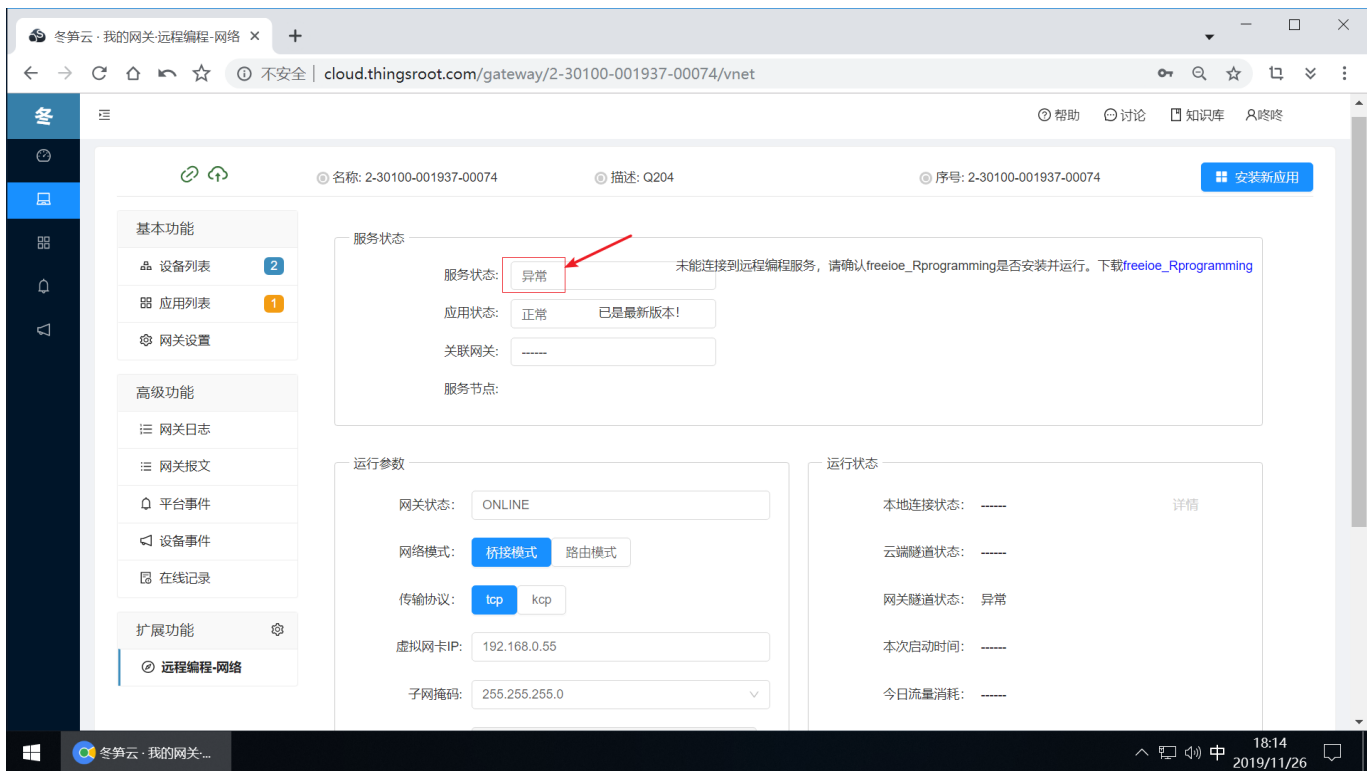 冬笋云 · 我的网关·远程编程-网络
不安全 | cloud.thingsroot.com/gateway/2-30100-001937-00074/vnet
冬
帮助 讨论 知识库 咚咚
名称: 2-30100-001937-00074 描述: Q204 序号: 2-30100-001937-00074 安装新应用
基本功能
设备列表 2
应用列表 1
网关设置
高级功能
网关日志
网关报文
平台事件
设备事件
在线记录
扩展功能
远程编程-网络
服务状态
服务状态: 异常 未能连接到远程编程服务，请确认freeioe_Rprogramming是否安装并运行。下载freeioe_Rprogramming
应用状态: 正常 已是最新版本!
关联网关: ------
服务节点:
运行参数
网关状态: ONLINE
网络模式: 桥接模式 路由模式
传输协议: tcp kcp
虚拟网卡IP: 192.168.0.55
子网掩码: 255.255.255.0
运行状态
本地连接状态: ------ 详情
云端隧道状态: ------
网关隧道状态: 异常
本次启动时间: ------
今日流量消耗: ------
冬笋云 · 我的网关·...
中
18:14
2019/11/26